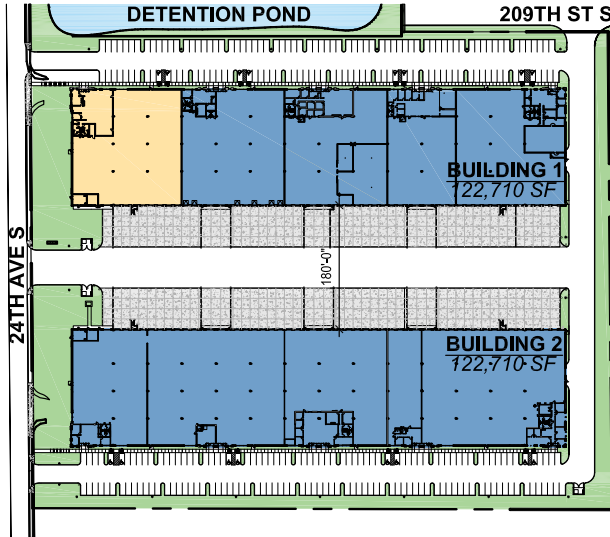 DETENTION POND
209TH ST S
BUILDING 1
122,710 SF
24TH AVE S
180'-0"
BUILDING 2
122,710 SF